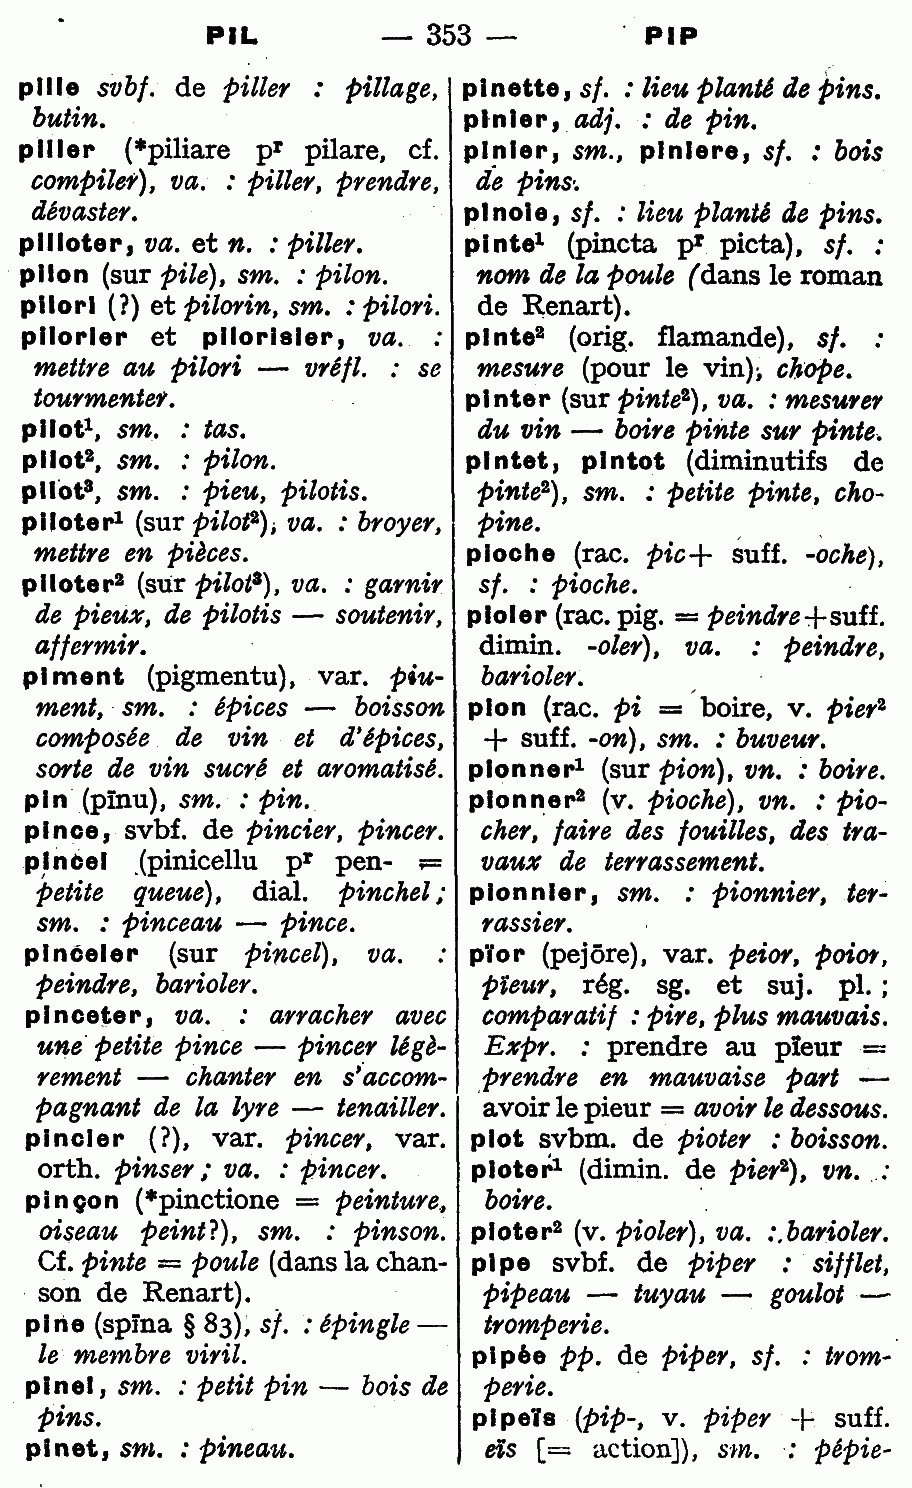 PIL — 353 — PIP
pille svbf. de piller : pillage,
butin.
piller (*piliare pʳ pilare, cf.
compiler), va. : piller, prendre,
dévaster.
pilloter, va. et n. : piller.
pilon (sur pile), sm. : pilon.
pilori (?) et pilorin, sm. : pilori.
pilorier et pilorisier, va. :
mettre au pilori — vréfl. : se
tourmenter.
pilot¹, sm. : tas.
pilot², sm. : pilon.
pilot³, sm. : pieu, pilotis.
piloter¹ (sur pilot²), va. : broyer,
mettre en pièces.
piloter² (sur pilot³), va. : garnir
de pieux, de pilotis — soutenir,
affermir.
piment (pigmentu), var. piu-
ment, sm. : épices — boisson
composée de vin et d'épices,
sorte de vin sucré et aromatisé.
pin (pīnu), sm. : pin.
pince, svbf. de pincier, pincer.
pincel (pinicellu pʳ pen- =
petite queue), dial. pinchel ;
sm. : pinceau — pince.
pinceler (sur pincel), va. :
peindre, barioler.
pinceter, va. : arracher avec
une petite pince — pincer légè-
rement — chanter en s'accom-
pagnant de la lyre — tenailler.
pincier (?), var. pincer, var.
orth. pinser ; va. : pincer.
pinçon (*pinctione = peinture,
oiseau peint?), sm. : pinson.
Cf. pinte = poule (dans la chan-
son de Renart).
pine (spīna § 83), sf. : épingle —
le membre viril.
pinel, sm. : petit pin — bois de
pins.
pinet, sm. : pineau.
pinette, sf. : lieu planté de pins.
pinier, adj. : de pin.
pinier, sm., piniere, sf. : bois
de pins.
pinoie, sf. : lieu planté de pins.
pinte¹ (pincta pʳ picta), sf. :
nom de la poule (dans le roman
de Renart).
pinte² (orig. flamande), sf. :
mesure (pour le vin), chope.
pinter (sur pinte²), va. : mesurer
du vin — boire pinte sur pinte.
pintet, pintot (diminutifs de
pinte²), sm. : petite pinte, cho-
pine.
pioche (rac. pic+ suff. -oche),
sf. : pioche.
pioler (rac. pig. = peindre+suff.
dimin. -oler), va. : peindre,
barioler.
pion (rac. pi = boire, v. pier²
+ suff. -on), sm. : buveur.
pionner¹ (sur pion), vn. : boire.
pionner² (v. pioche), vn. : pio-
cher, faire des fouilles, des tra-
vaux de terrassement.
pionnier, sm. : pionnier, ter-
rassier.
pïor (pejōre), var. peior, poior,
pïeur, rég. sg. et suj. pl. ;
comparatif : pire, plus mauvais.
Expr. : prendre au pïeur =
prendre en mauvaise part —
avoir le pieur = avoir le dessous.
piot svbm. de pioter : boisson.
pioter¹ (dimin. de pier²), vn. :
boire.
pioter² (v. pioler), va. : barioler.
pipe svbf. de piper : sifflet,
pipeau — tuyau — goulot —
tromperie.
pipée pp. de piper, sf. : trom-
perie.
pipeïs (pip-, v. piper + suff.
eïs [= action]), sm. : pépie-